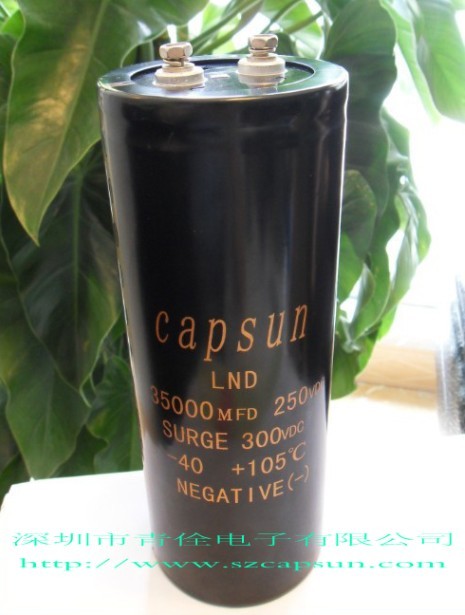 capsun
LND
35000MFD 250VD
SURGE 300VDC
-40 +105℃
NEGATIVE(-)
深圳市青佺电子有限公司
http://www.szcapsun.com/